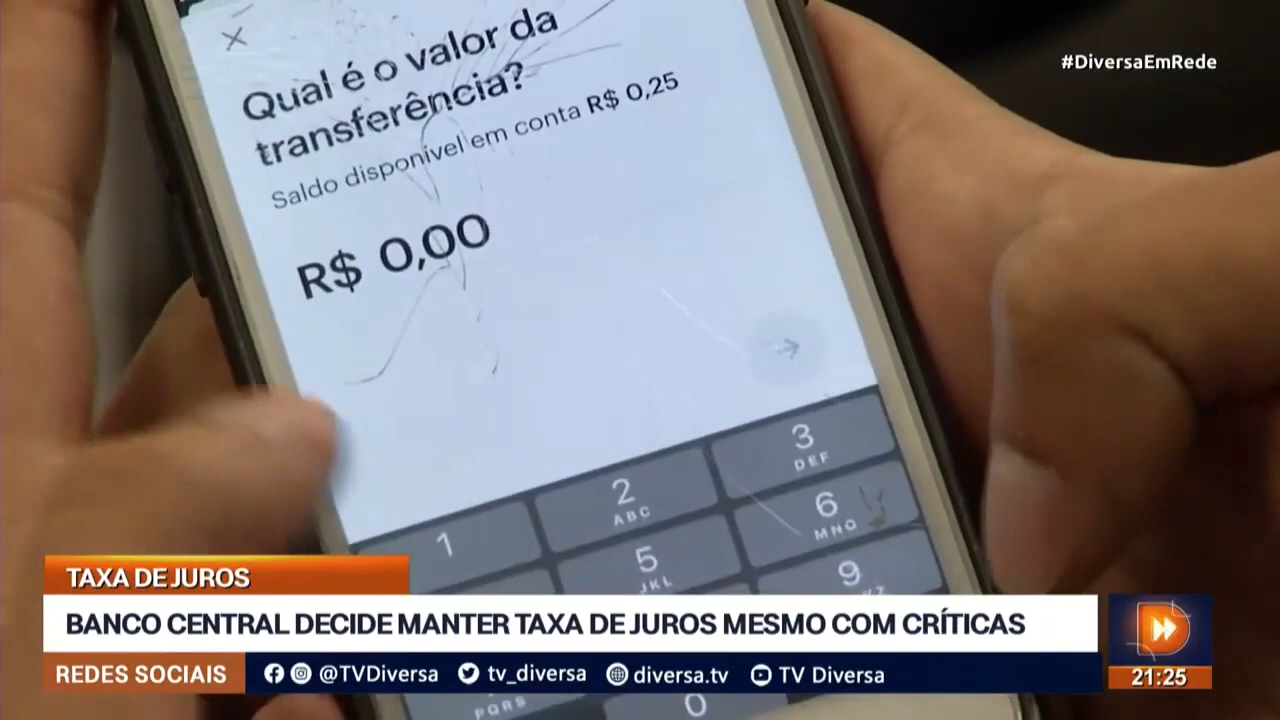 #DiversaEmRede
Qual é o valor da
transferência?
Saldo disponível em conta R$ 0,25
R$ 0,00
1
2
ABC
3
DEF
5
JKL
6
MNO
9
PQRS
0
TAXA DE JUROS
BANCO CENTRAL DECIDE MANTER TAXA DE JUROS MESMO COM CRÍTICAS
REDES SOCIAIS
@TVDiversa
tv_diversa
diversa.tv
TV Diversa
D
21:25